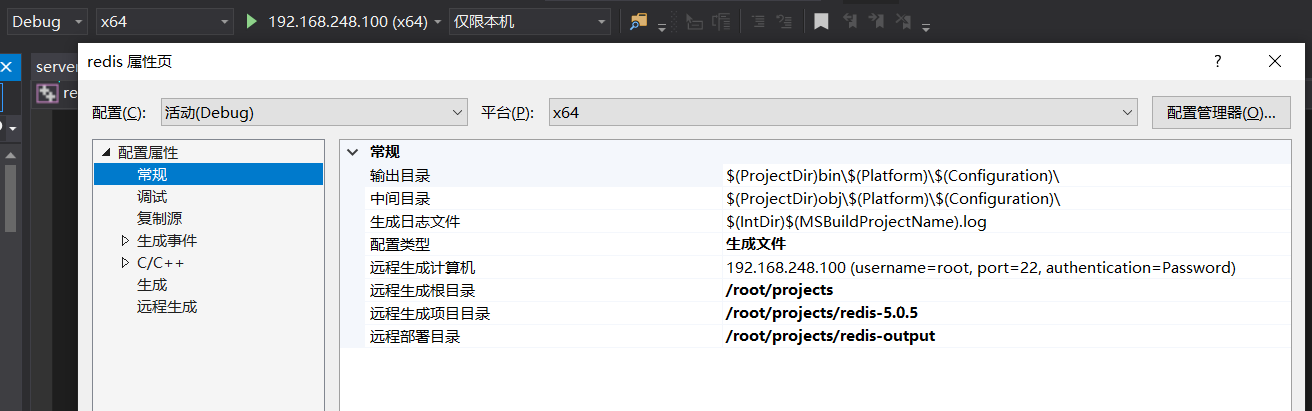 Debug x64 192.168.248.100 (x64) 仅限本机
redis 属性页 ?
server
re
配置(C): 活动(Debug) 平台(P): x64 配置管理器(O)...
配置属性
常规
调试
复制源
生成事件
C/C++
生成
远程生成
常规
输出目录 $(ProjectDir)bin\$(Platform)\$(Configuration)\
中间目录 $(ProjectDir)obj\$(Platform)\$(Configuration)\
生成日志文件 $(IntDir)$(MSBuildProjectName).log
配置类型 生成文件
远程生成计算机 192.168.248.100 (username=root, port=22, authentication=Password)
远程生成根目录 /root/projects
远程生成项目目录 /root/projects/redis-5.0.5
远程部署目录 /root/projects/redis-output